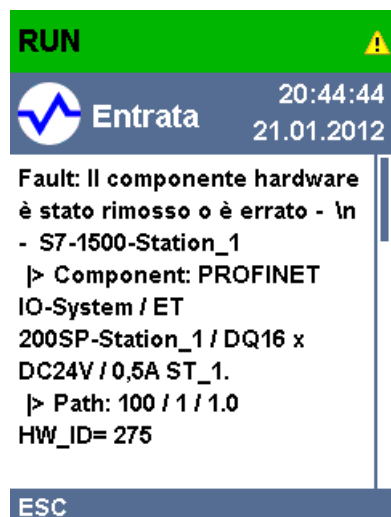 RUN
Entrata
20:44:44
21.01.2012
Fault: Il componente hardware
è stato rimosso o è errato - \n
- S7-1500-Station_1
|> Component: PROFINET
IO-System / ET
200SP-Station_1 / DQ16 x
DC24V / 0,5A ST_1.
|> Path: 100 / 1 / 1.0
HW_ID= 275
ESC